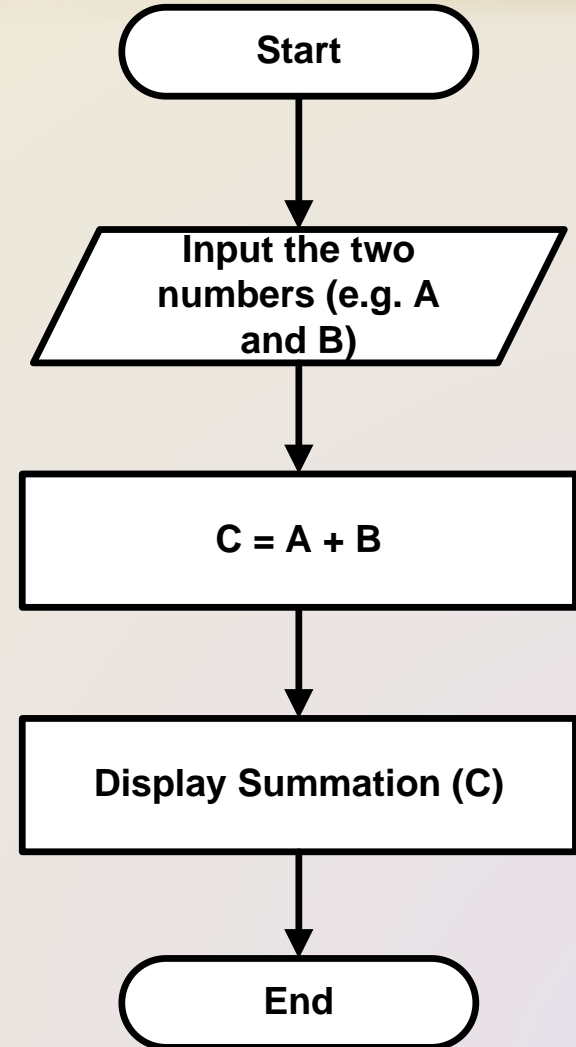 Start
Input the two
numbers (e.g. A
and B)
C = A + B
Display Summation (C)
End